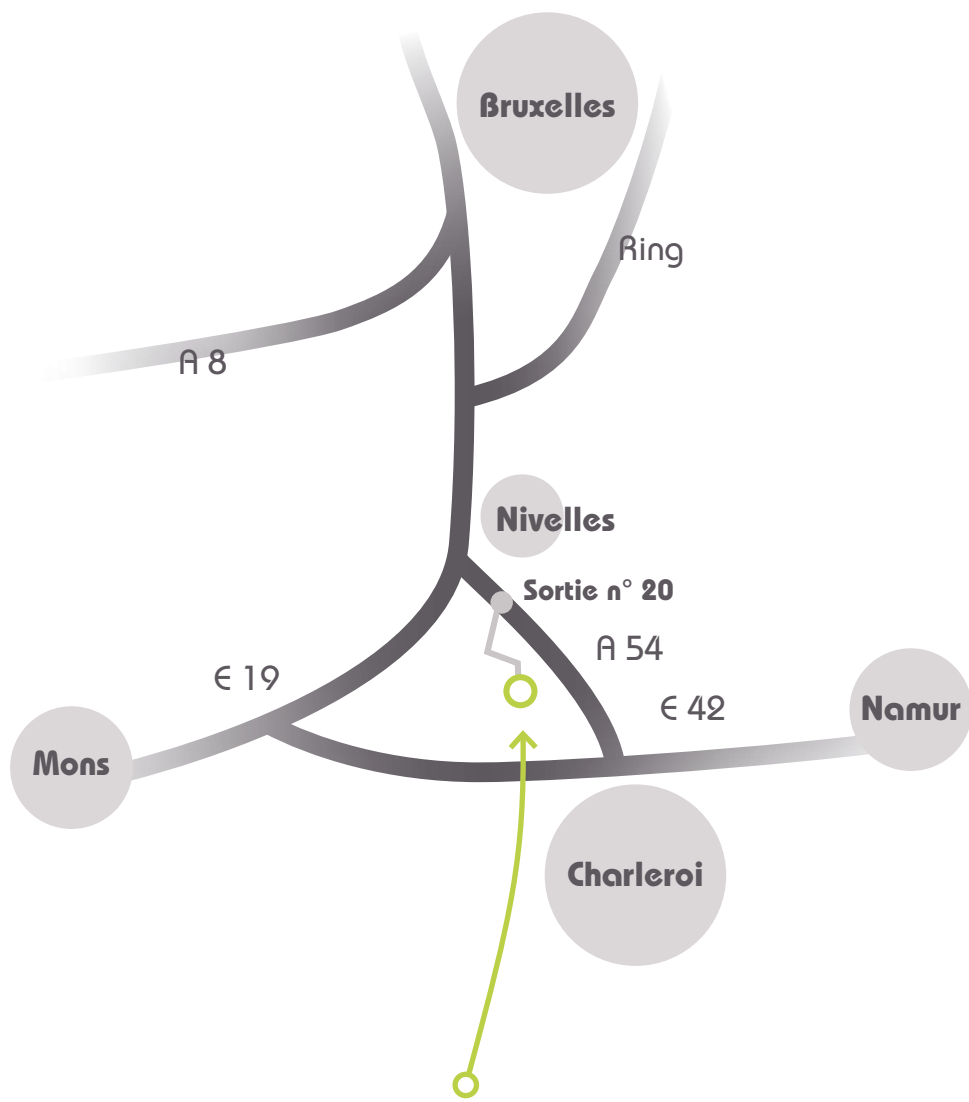 Bruxelles
Ring
A 8
Nivelles
Sortie n° 20
A 54
E 19
E 42
Namur
Mons
Charleroi